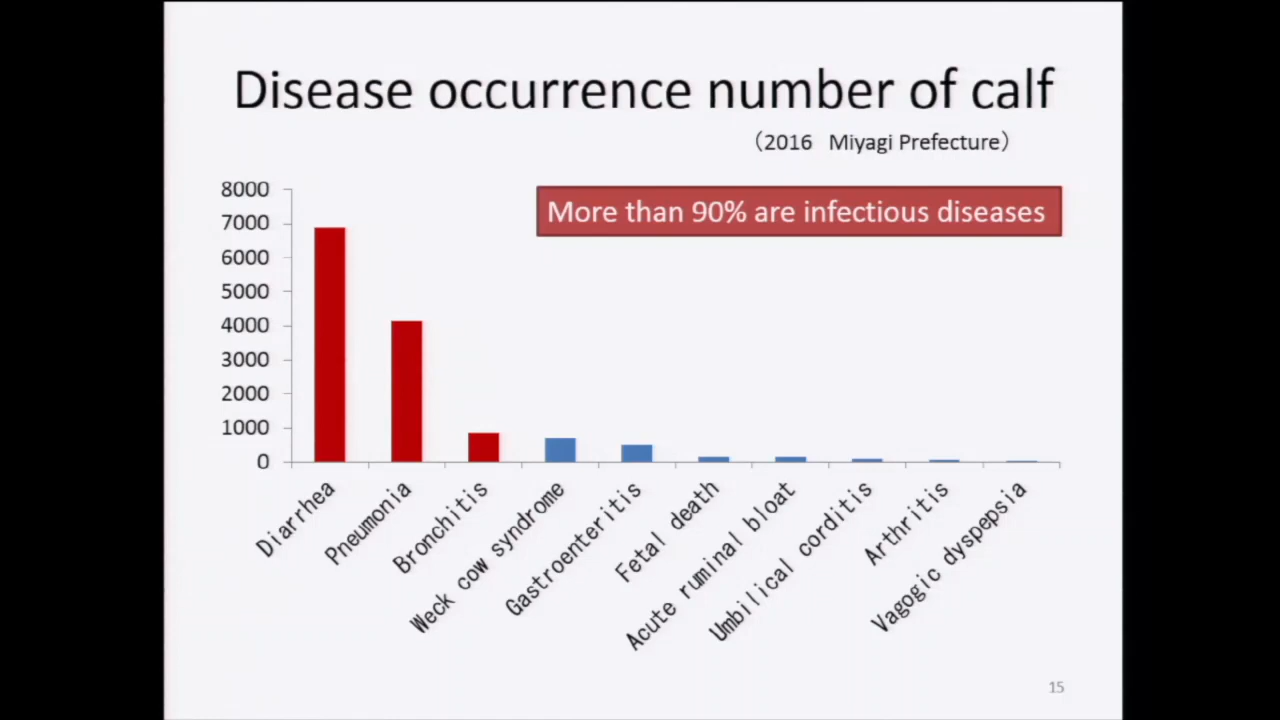 Disease occurrence number of calf
（2016 Miyagi Prefecture）
More than 90% are infectious diseases
8000
7000
6000
5000
4000
3000
2000
1000
0
Diarrhea
Pneumonia
Bronchitis
Weck cow syndrome
Gastroenteritis
Fetal death
Acute ruminal bloat
Umbilical corditis
Arthritis
Vagogic dyspepsia
15